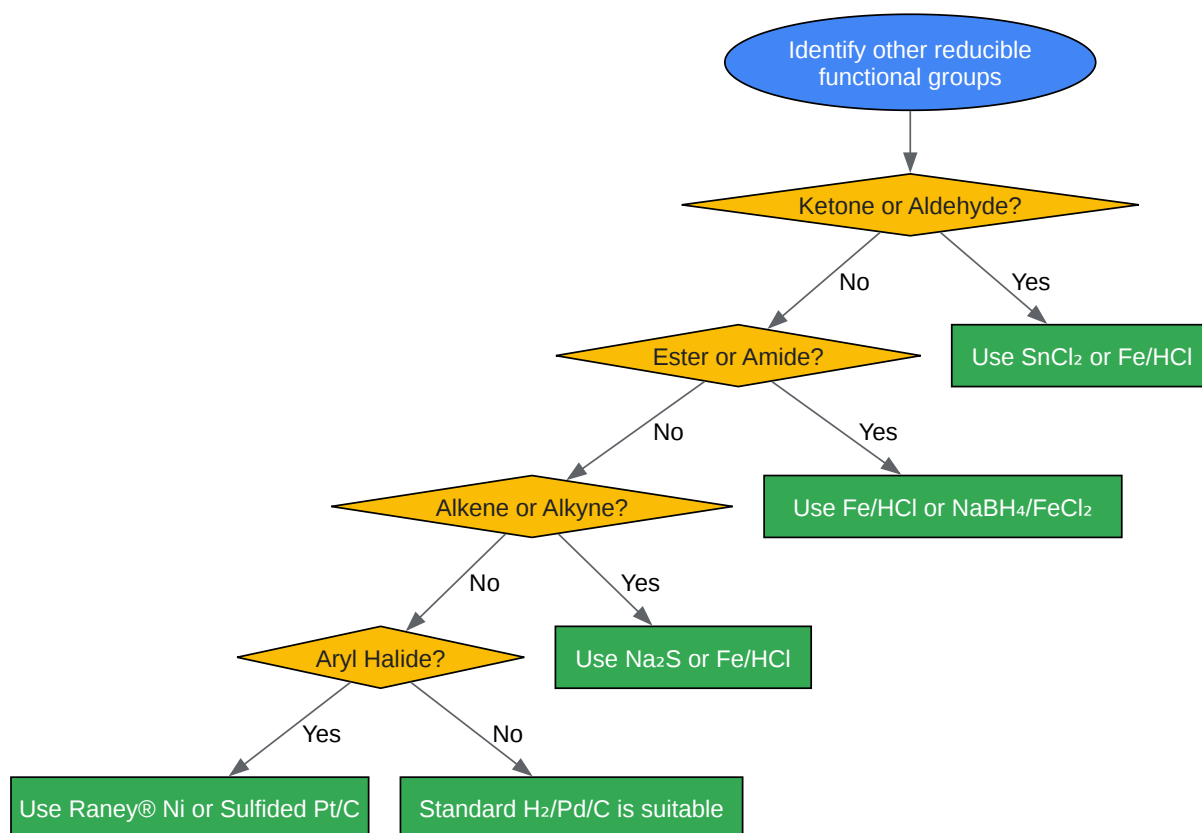 Identify other reducible
functional groups
Ketone or Aldehyde?
No
Yes
Ester or Amide?
Use SnCl₂ or Fe/HCl
No
Yes
Alkene or Alkyne?
Use Fe/HCl or NaBH₄/FeCl₂
No
Yes
Aryl Halide?
Use Na₂S or Fe/HCl
Yes
No
Use Raney® Ni or Sulfided Pt/C
Standard H₂/Pd/C is suitable